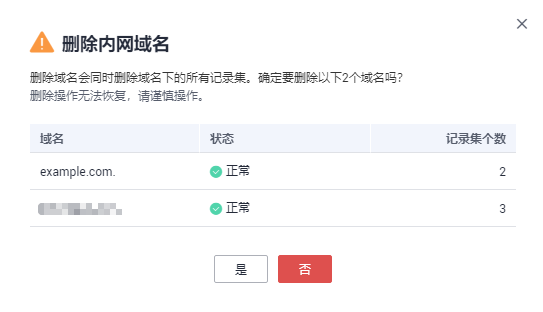 删除内网域名
删除域名会同时删除域名下的所有记录集。确定要删除以下2个域名吗？
删除操作无法恢复，请谨慎操作。
域名 状态 记录集个数
example.com. 正常 2
正常 3
是 否